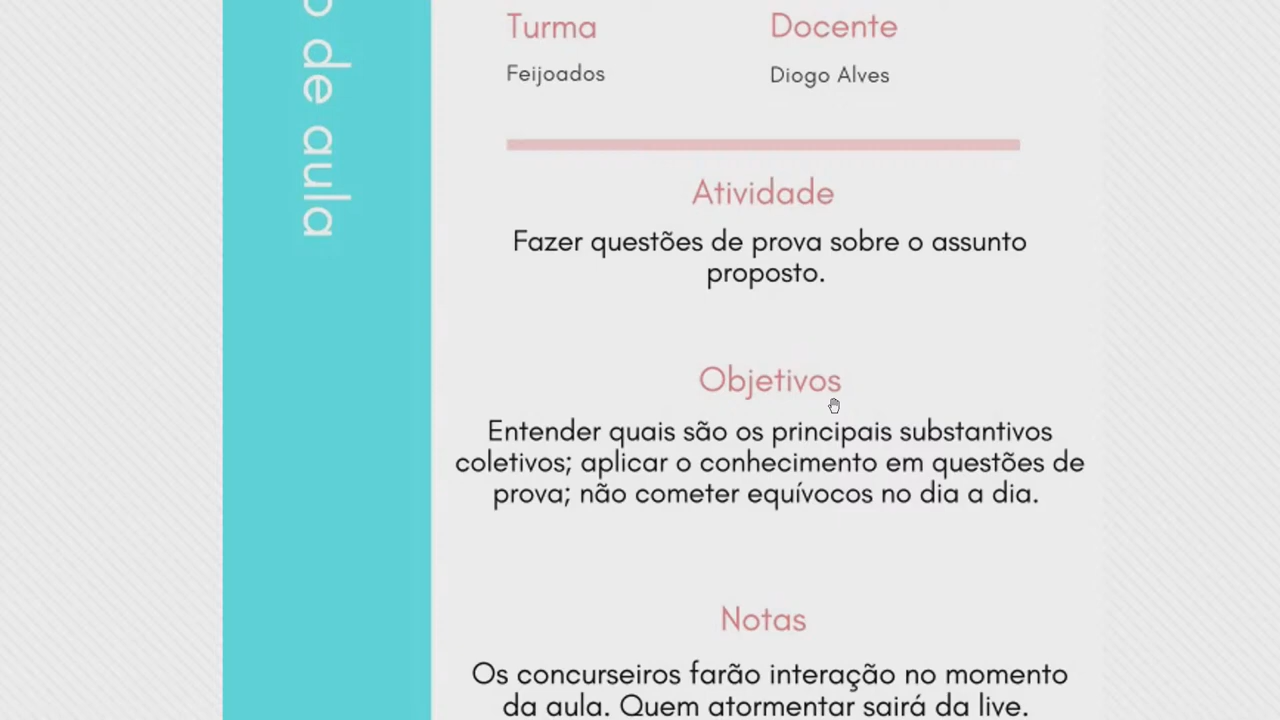 o de aula
Turma
Docente
Feijoados
Diogo Alves
Atividade
Fazer questões de prova sobre o assunto
proposto.
Objetivos
Entender quais são os principais substantivos
coletivos; aplicar o conhecimento em questões de
prova; não cometer equívocos no dia a dia.
Notas
Os concurseiros farão interação no momento
da aula. Quem atormentar sairá da live.